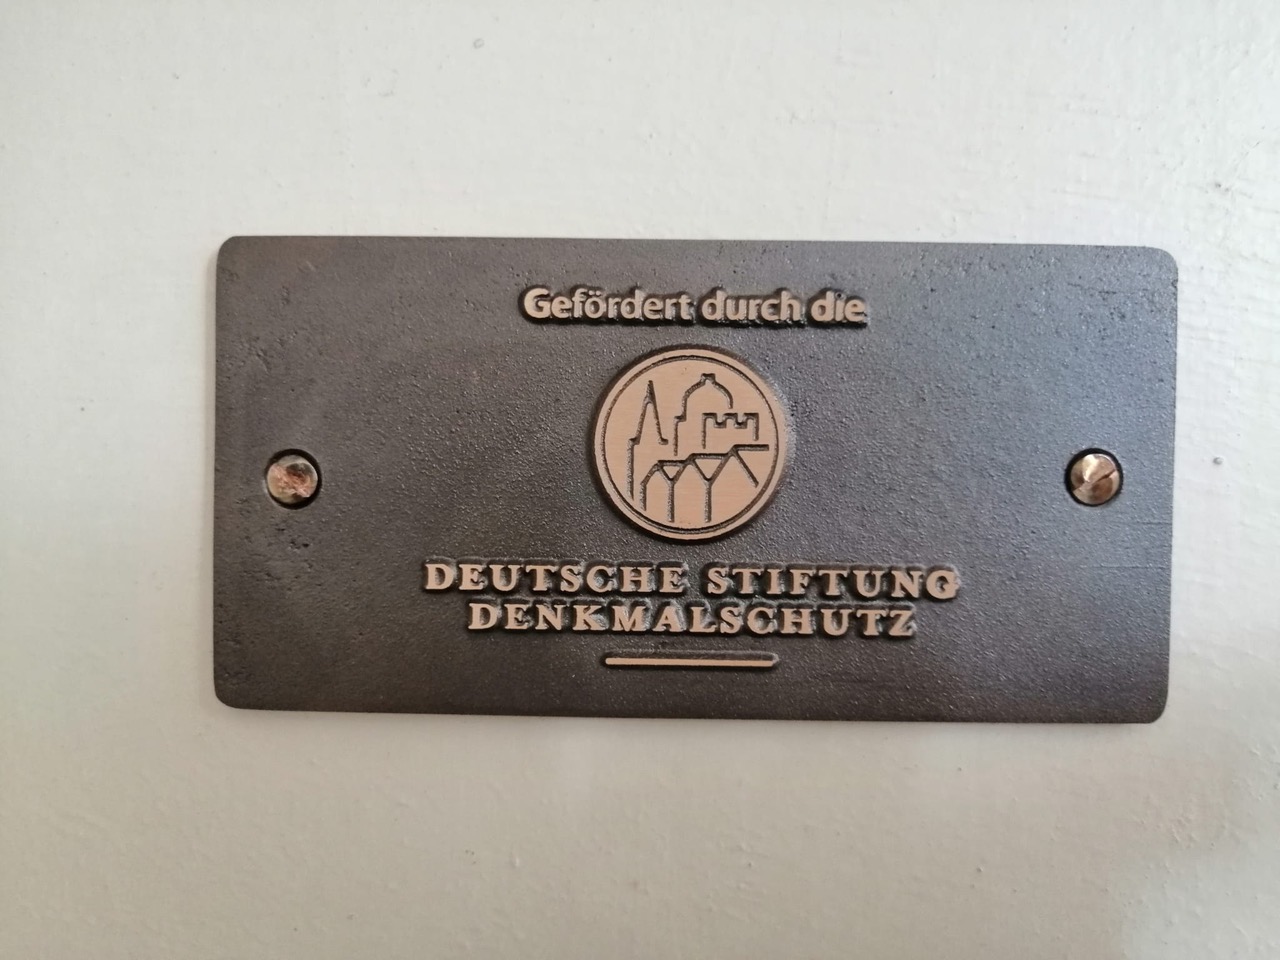 Gefördert durch die
DEUTSCHE STIFTUNG
DENKMALSCHUTZ